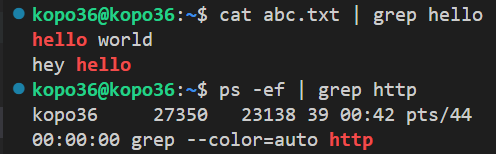 kopo36@kopo36:~$ cat abc.txt | grep hello
hello world
hey hello
kopo36@kopo36:~$ ps -ef | grep http
kopo36     27350   23138 39 00:42 pts/44
00:00:00 grep --color=auto http